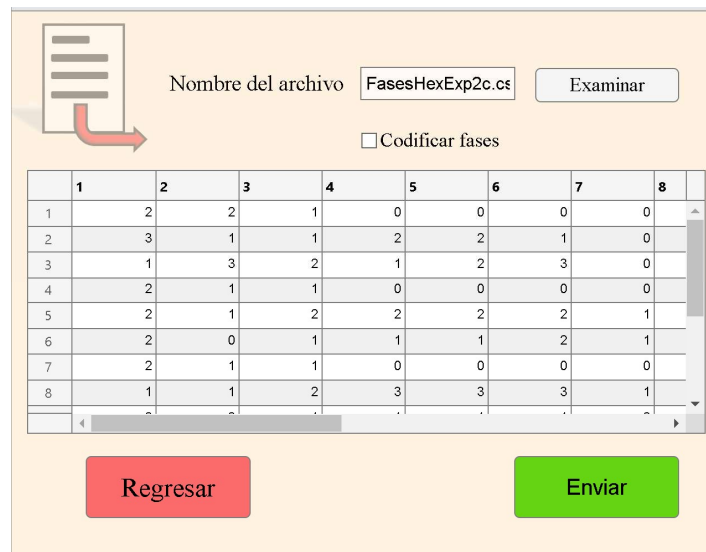 Nombre del archivo FasesHexExp2c.cs Examinar
Codificar fases
1 2 3 4 5 6 7 8
1 2 2 1 0 0 0 0
2 3 1 1 2 2 1 0
3 1 3 2 1 2 3 0
4 2 1 1 0 0 0 0
5 2 1 2 2 2 2 1
6 2 0 1 1 1 2 1
7 2 1 1 0 0 0 0
8 1 1 2 3 3 3 1
Regresar Enviar